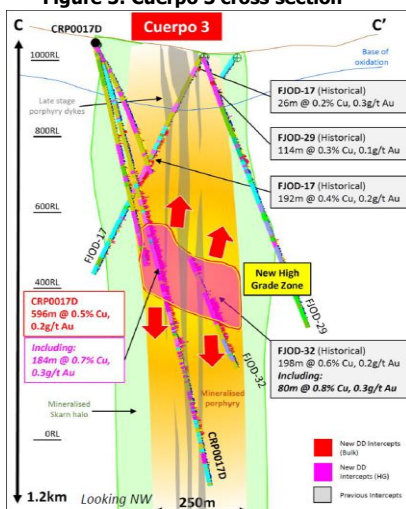 Figure 3: Cuerpo 3 cross section
C
CRP0017D
Cuerpo 3
C’
1000RL
Base of
oxidation
Late stage
porphyry dykes
FJOD-17 (Historical)
26m @ 0.2% Cu, 0.3g/t Au
800RL
FJOD-29 (Historical)
114m @ 0.3% Cu, 0.1g/t Au
FJOD-17 (Historical)
192m @ 0.4% Cu, 0.2g/t Au
600RL
FJOD-17
400RL
New High
Grade Zone
CRP0017D
596m @ 0.5% Cu,
0.2g/t Au
Including:
184m @ 0.7% Cu,
0.3g/t Au
FJOD-29
FJOD-32 (Historical)
198m @ 0.6% Cu, 0.2g/t Au
Including:
80m @ 0.8% Cu, 0.3g/t Au
FJOD-32
Mineralised
Skarn halo
Mineralised
porphyry
0RL
CRP0017D
New DD
Intercepts
(Bulk)
New DD
Intercepts (HG)
Previous Intercepts
1.2km
Looking NW
250m